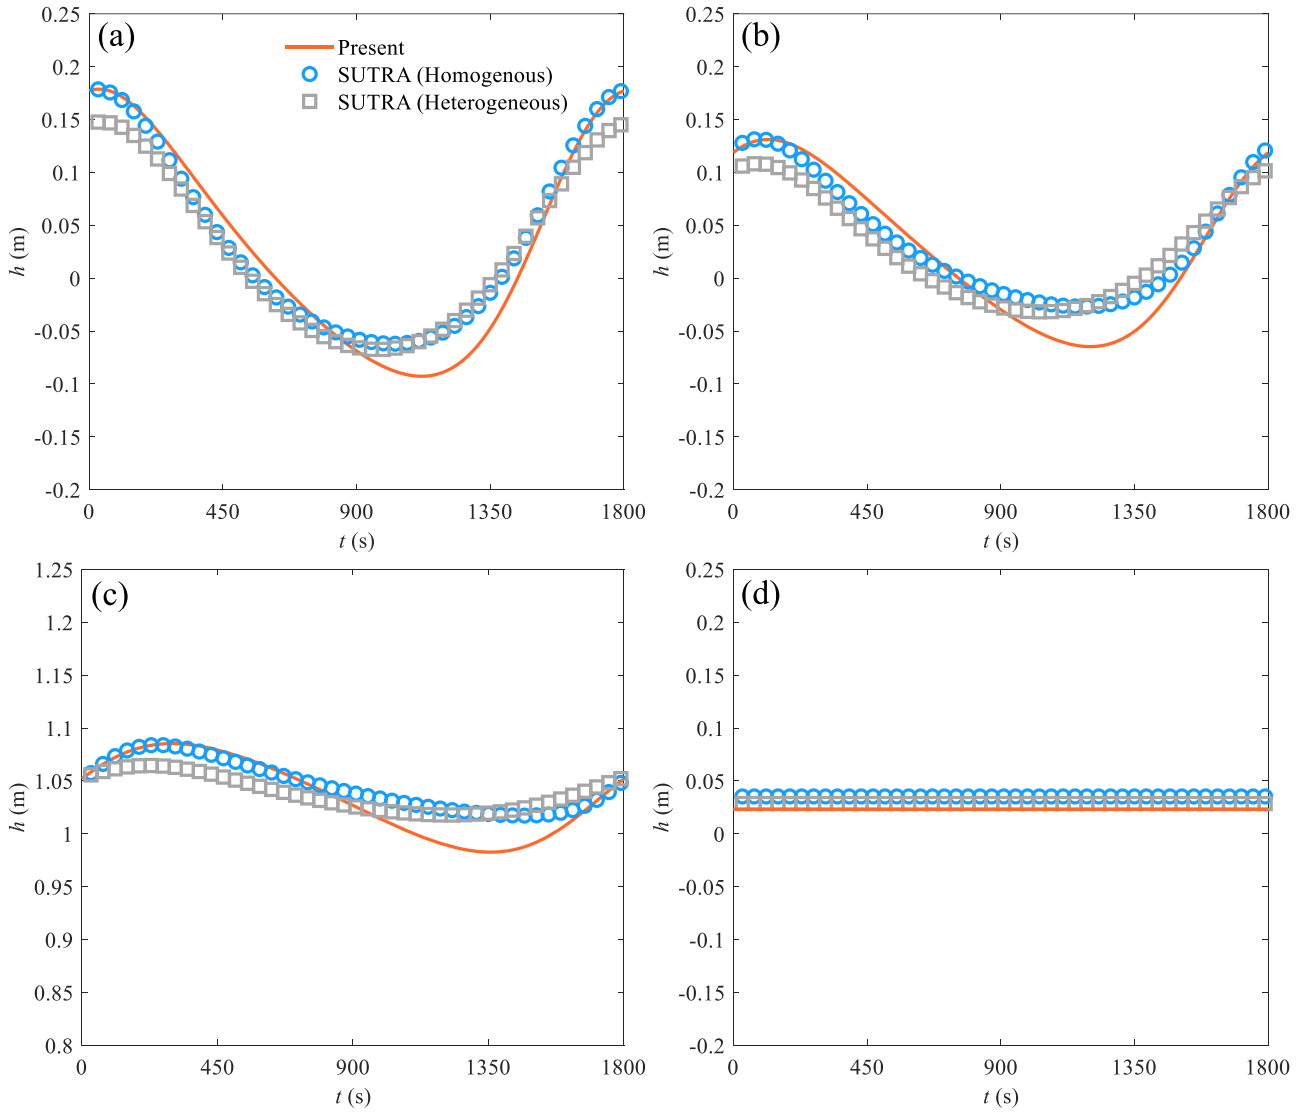 (a)
Present
SUTRA (Homogenous)
SUTRA (Heterogeneous)
0.25
0.2
0.15
0.1
0.05
0
-0.05
-0.1
-0.15
-0.2
h (m)
0 450 900 1350 1800
t (s)
(b)
0.25
0.2
0.15
0.1
0.05
0
-0.05
-0.1
-0.15
-0.2
h (m)
0 450 900 1350 1800
t (s)
(c)
1.25
1.2
1.15
1.1
1.05
1
0.95
0.9
0.85
0.8
h (m)
0 450 900 1350 1800
t (s)
(d)
0.25
0.2
0.15
0.1
0.05
0
-0.05
-0.1
-0.15
-0.2
h (m)
0 450 900 1350 1800
t (s)